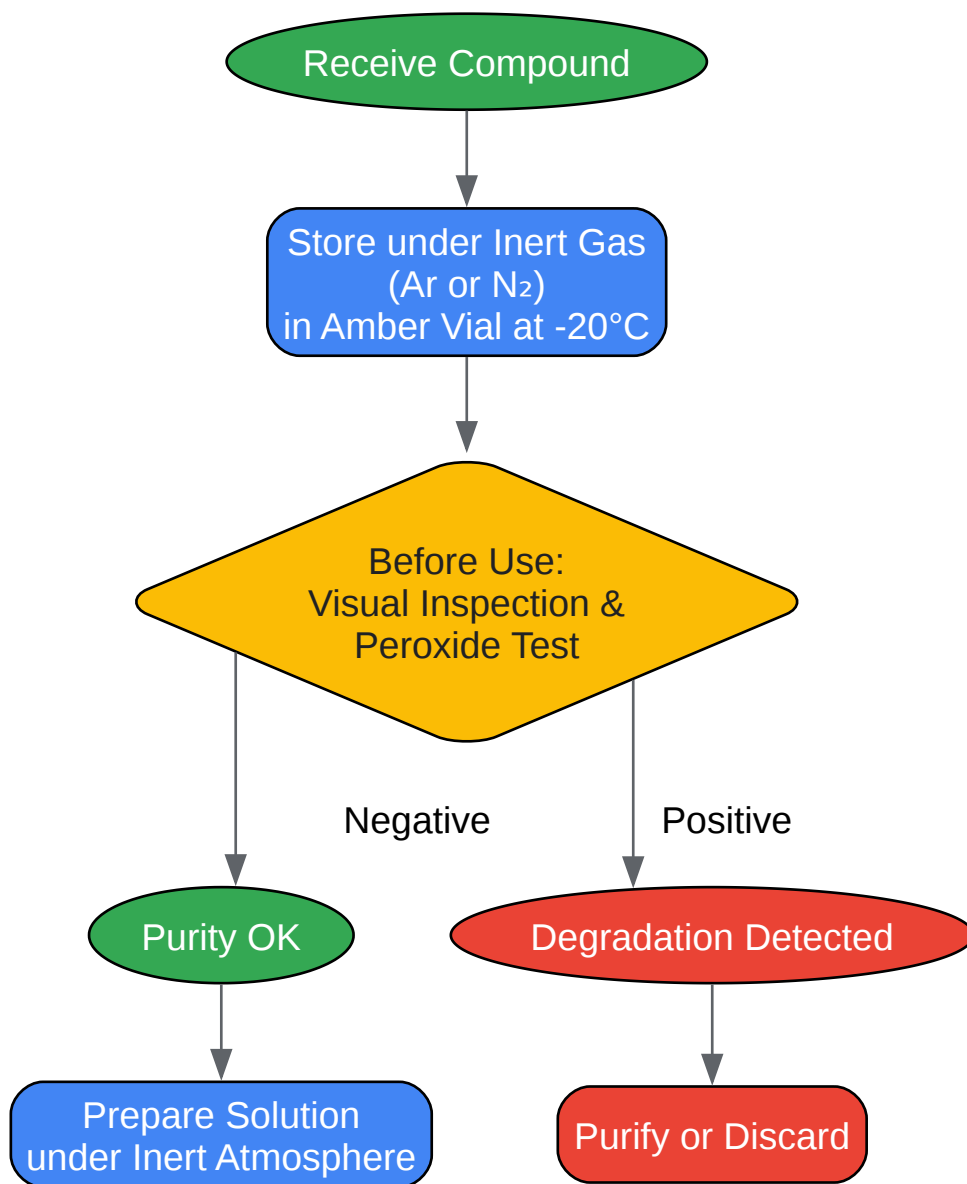 Receive Compound
Store under Inert Gas
(Ar or N₂)
in Amber Vial at -20°C
Before Use:
Visual Inspection &
Peroxide Test
Negative
Positive
Purity OK
Degradation Detected
Prepare Solution
under Inert Atmosphere
Purify or Discard